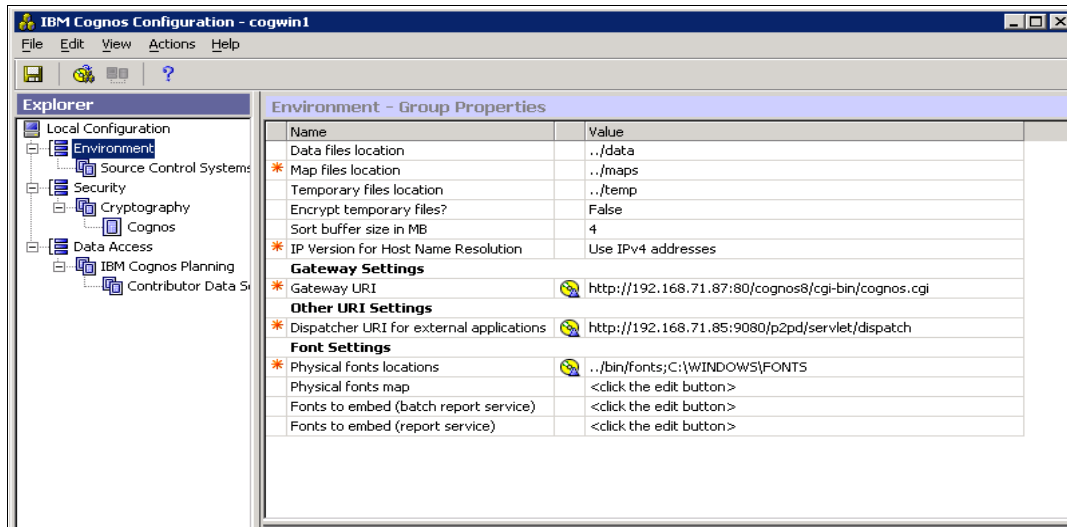 IBM Cognos Configuration - cogwin1
File Edit View Actions Help
Explorer
Local Configuration
Environment
Source Control Systems
Security
Cryptography
Cognos
Data Access
IBM Cognos Planning
Contributor Data S
Environment - Group Properties
Name Value
Data files location ../data
* Map files location ../maps
Temporary files location ../temp
Encrypt temporary files? False
Sort buffer size in MB 4
* IP Version for Host Name Resolution Use IPv4 addresses
Gateway Settings
* Gateway URI http://192.168.71.87:80/cognos8/cgi-bin/cognos.cgi
Other URI Settings
* Dispatcher URI for external applications http://192.168.71.85:9080/p2pd/servlet/dispatch
Font Settings
* Physical fonts locations ../bin/fonts;C:\WINDOWS\FONTS
Physical fonts map <click the edit button>
Fonts to embed (batch report service) <click the edit button>
Fonts to embed (report service) <click the edit button>